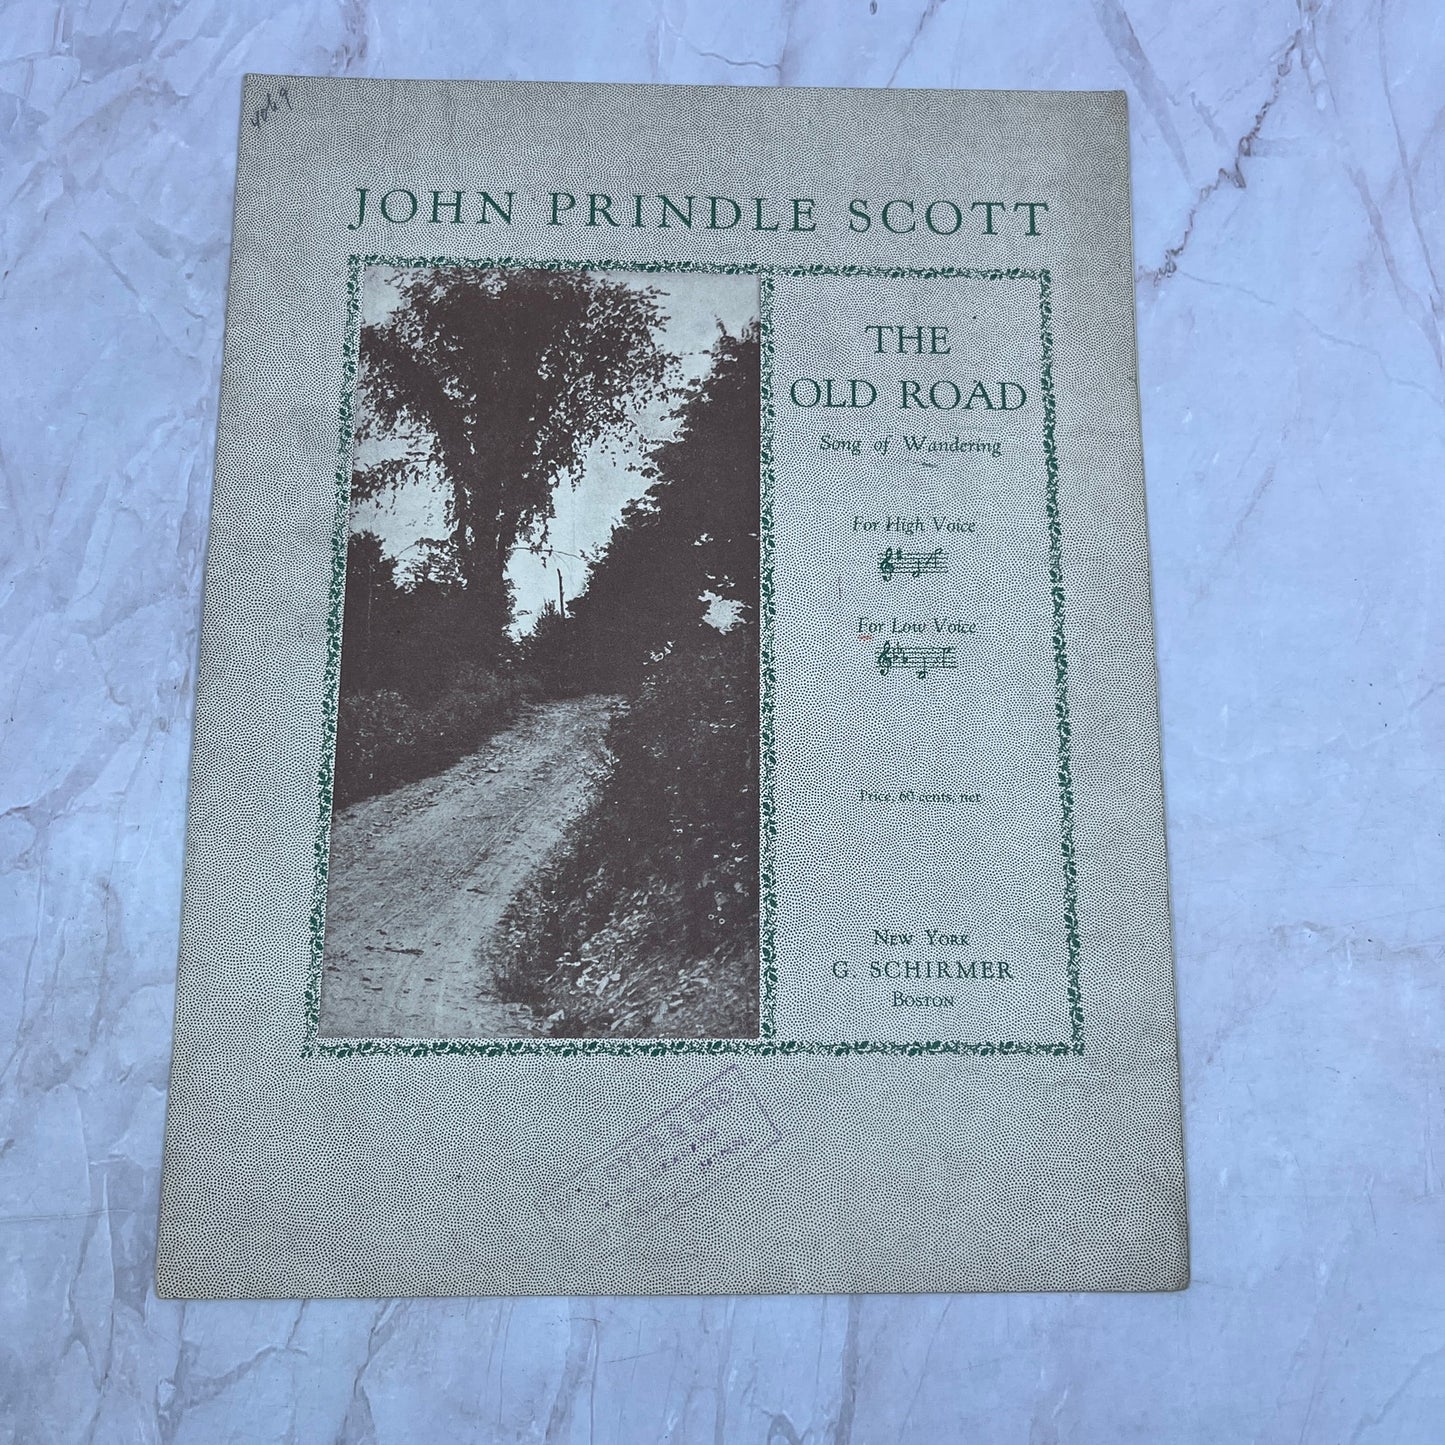 JOHN PRINDLE SCOTT
THE
OLD ROAD
Song of Wandering
For High Voice
For Low Voice
Price, 60 cents, net
NEW YORK
G. SCHIRMER
BOSTON